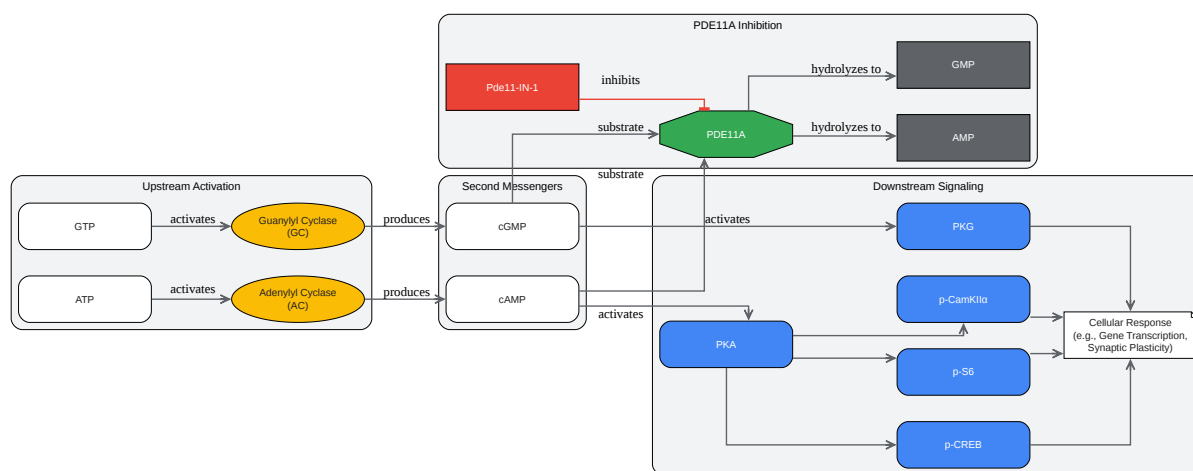 PDE11A Inhibition
Pde11-IN-1
inhibits
hydrolyzes to
GMP
substrate
PDE11A
hydrolyzes to
AMP
substrate
Upstream Activation
Second Messengers
Downstream Signaling
GTP
activates
Guanylyl Cyclase
(GC)
produces
cGMP
activates
PKG
ATP
activates
Adenylyl Cyclase
(AC)
produces
cAMP
activates
PKA
p-CamKIIα
p-S6
p-CREB
Cellular Response
(e.g., Gene Transcription,
Synaptic Plasticity)